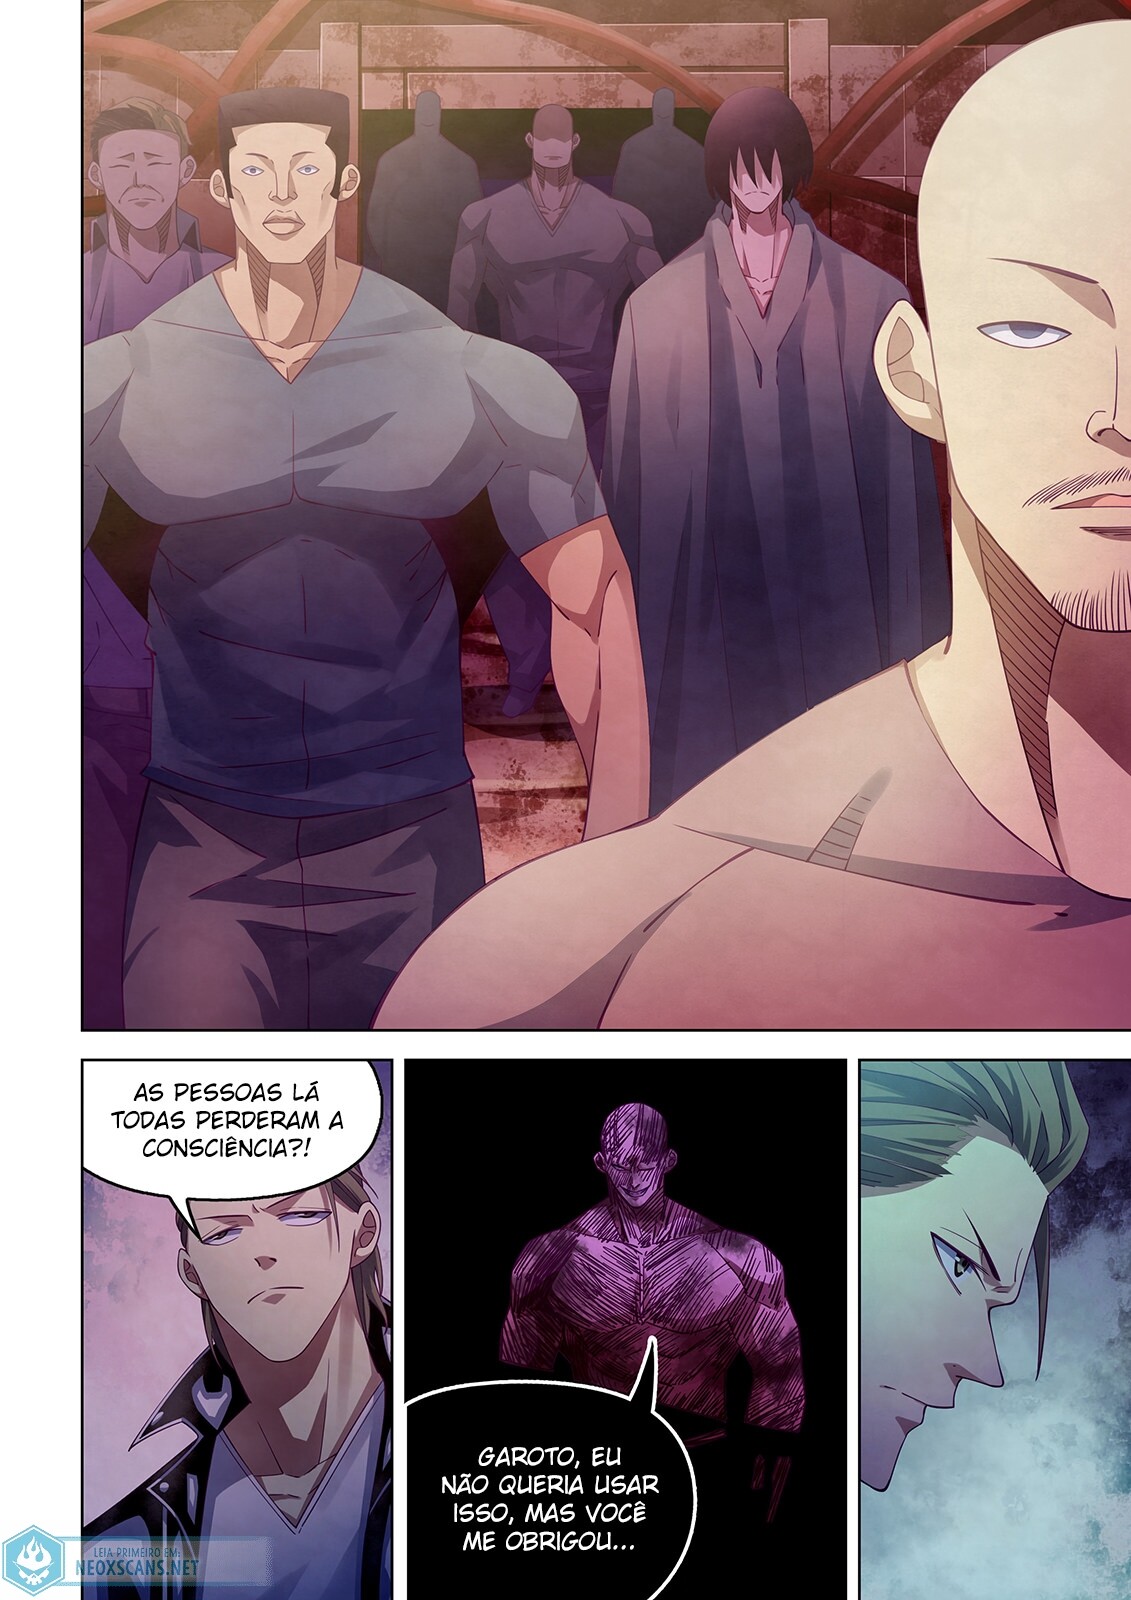 AS PESSOAS LÁ
TODAS PERDERAM A
CONSCIÊNCIA?!
GAROTO, EU
NÃO QUERIA USAR
ISSO, MAS VOCÊ
ME OBRIGOU...
LEIA PRIMEIRO EM:
NEOXSCANS.NET